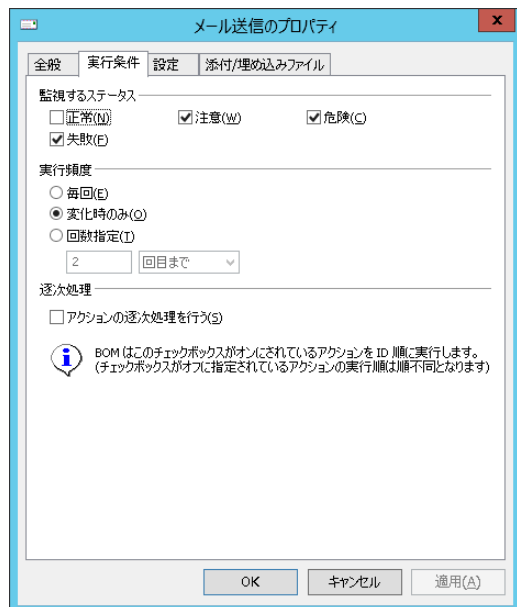 メール送信のプロパティ
x
全般 実行条件 設定 添付/埋め込みファイル
監視するステータス
正常(N) 注意(W) 危険(C)
失敗(F)
実行頻度
毎回(E)
変化時のみ(O)
回数指定(T)
2 回目まで
逐次処理
アクションの逐次処理を行う(S)
BOM はこのチェックボックスがオンにされているアクションを ID 順に実行します。
(チェックボックスがオフに指定されているアクションの実行順は順不同となります)
OK キャンセル 適用(A)